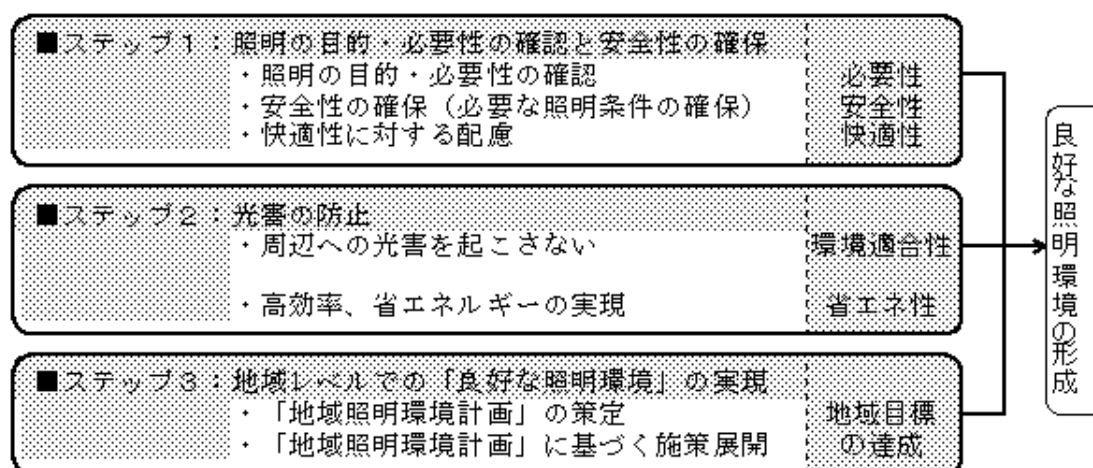 ■ステップ1:照明の目的・必要性の確認と安全性の確保
・照明の目的・必要性の確認
・安全性の確保(必要な照明条件の確保)
・快適性に対する配慮
必要性
安全性
快適性
■ステップ2:光害の防止
・周辺への光害を起こさない
環境適合性
・高効率、省エネルギーの実現
省エネ性
■ステップ3:地域レベルでの「良好な照明環境」の実現
・「地域照明環境計画」の策定
・「地域照明環境計画」に基づく施策展開
地域目標
の達成
良好な照明環境の形成